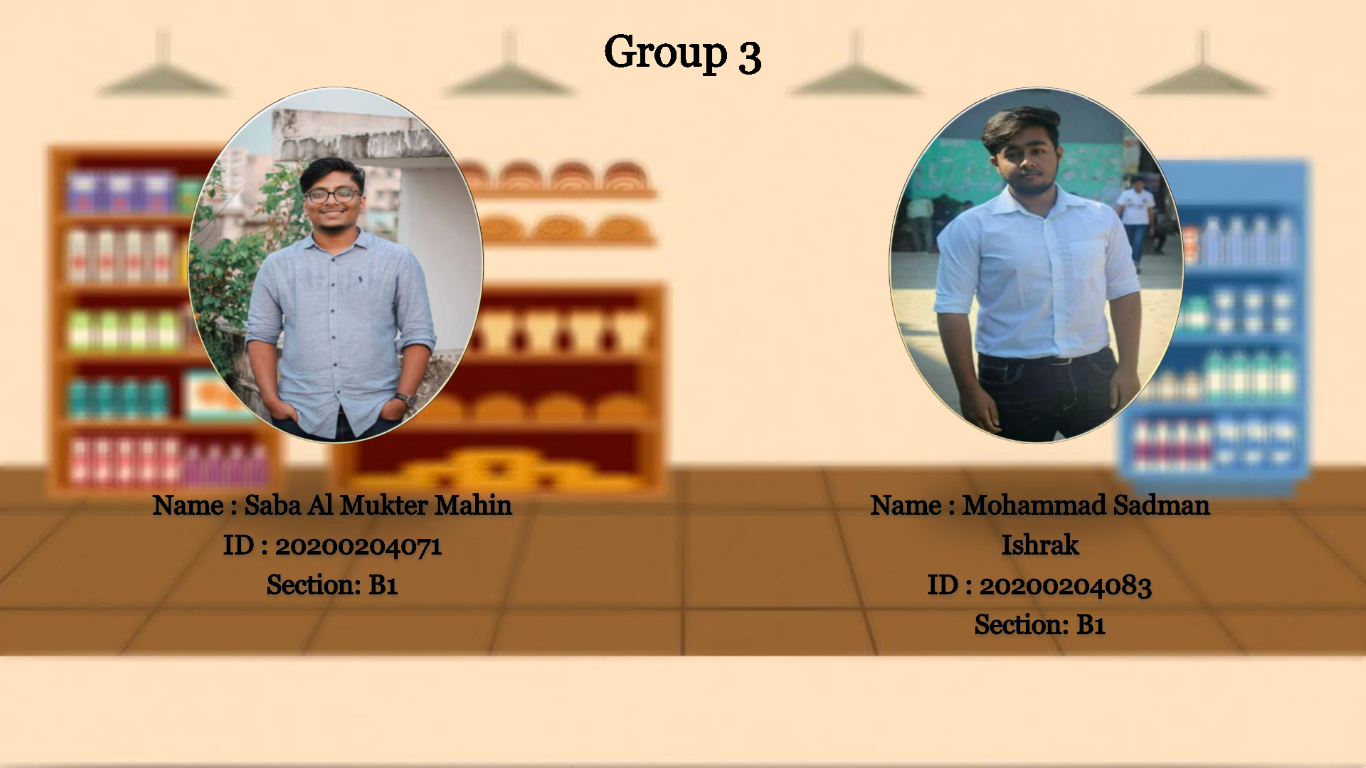 Group 3
Name : Saba Al Mukter Mahin
ID : 20200204071
Section: B1
Name : Mohammad Sadman
Ishrak
ID : 20200204083
Section: B1